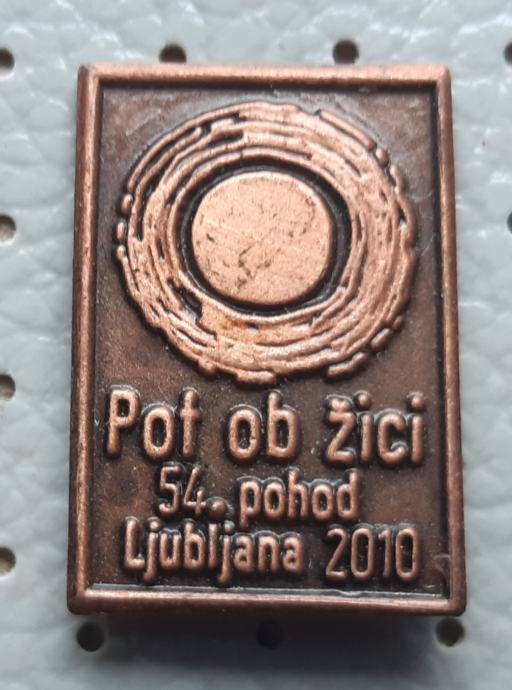 Pot ob žici
54. pohod
Ljubljana 2010